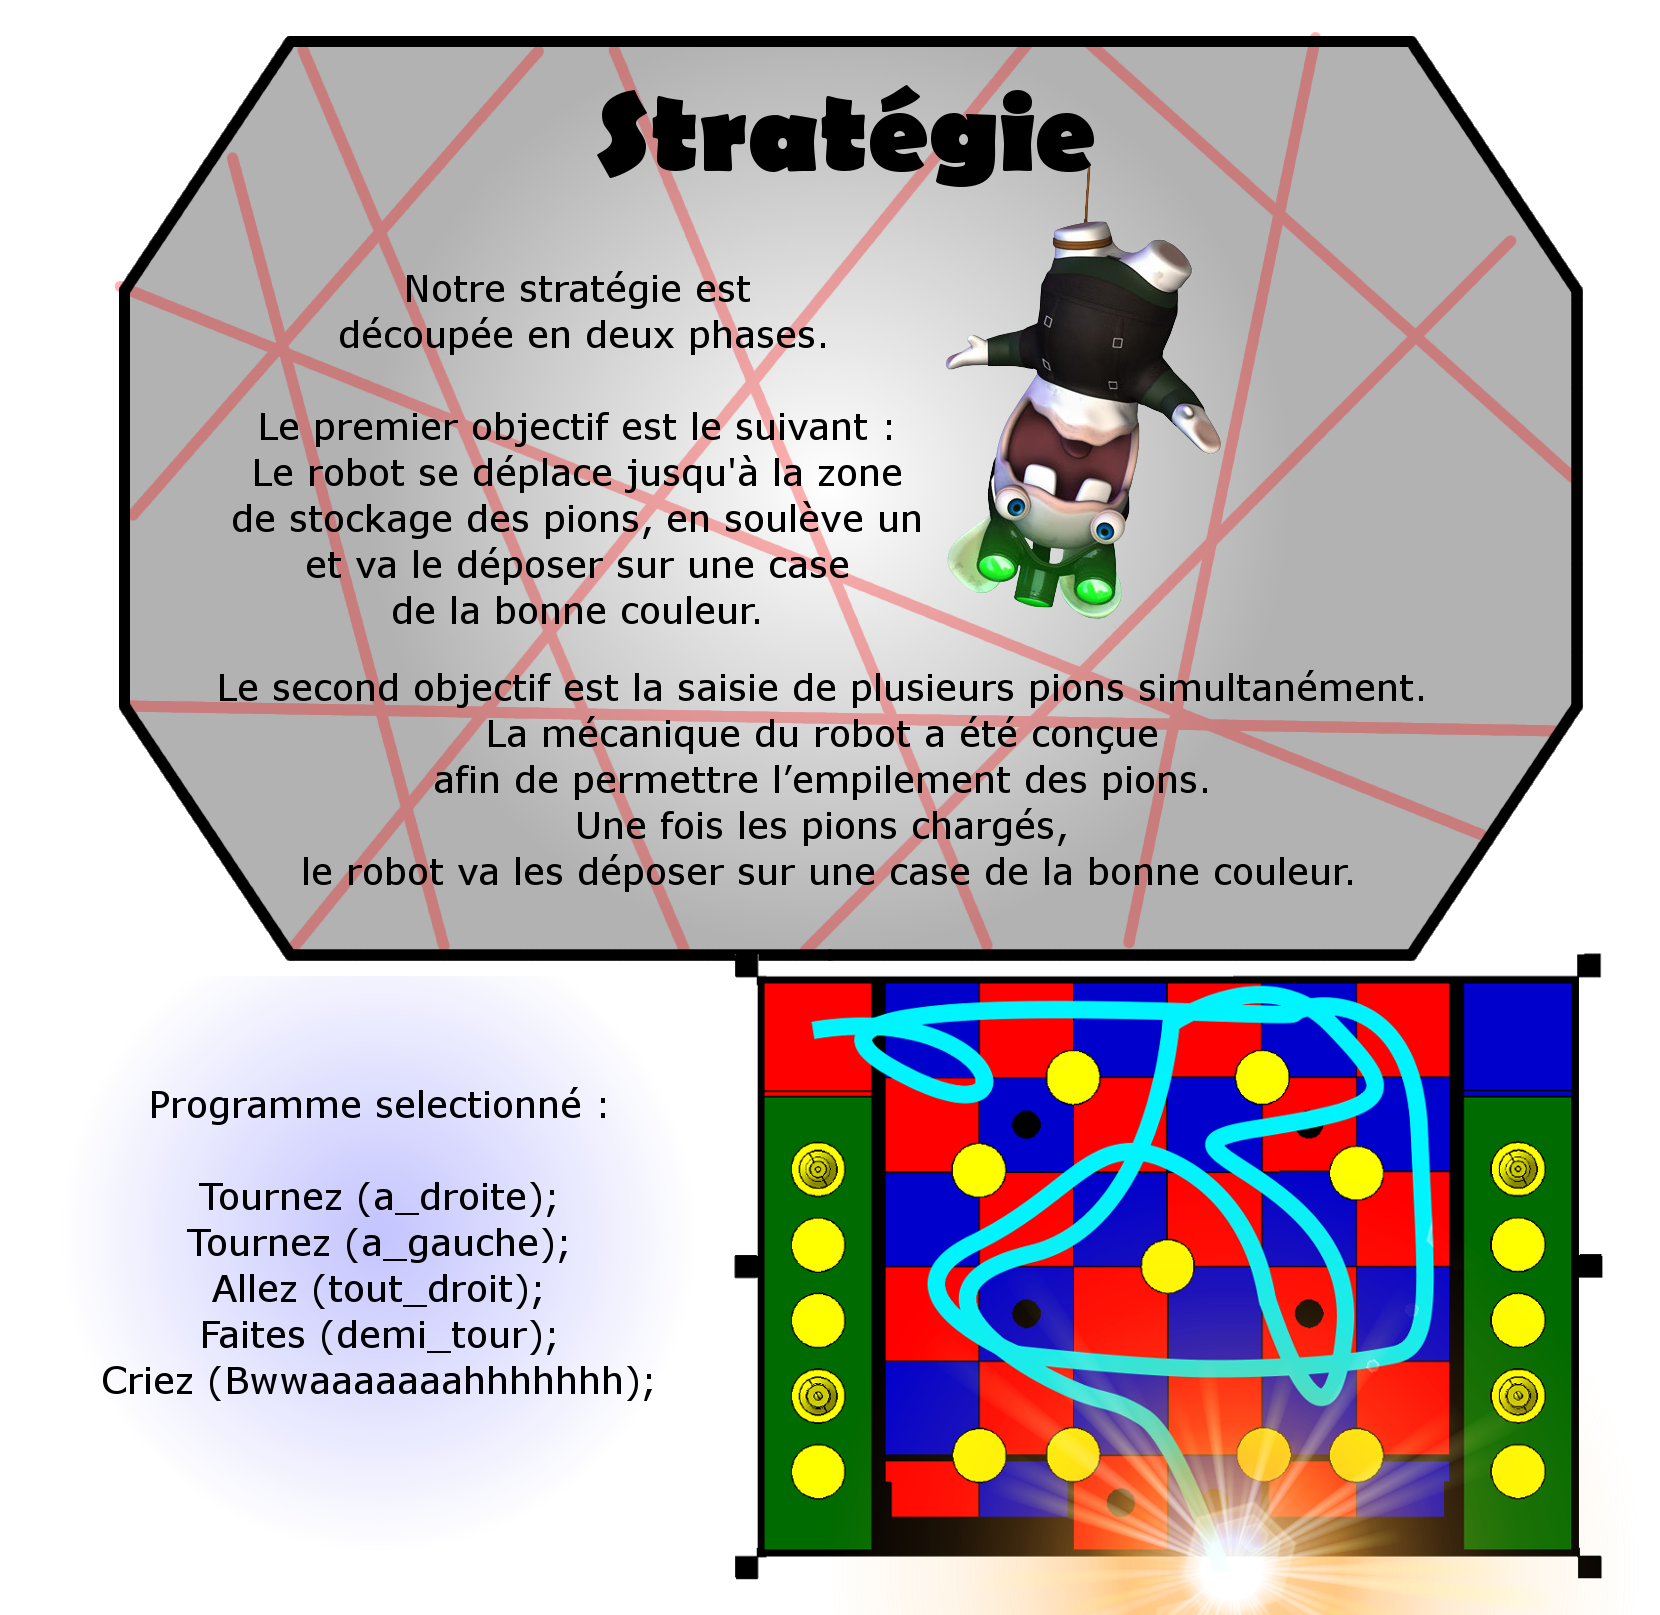 Stratégie
Notre stratégie est
découpée en deux phases.
Le premier objectif est le suivant :
Le robot se déplace jusqu'à la zone
de stockage des pions, en soulève un
et va le déposer sur une case
de la bonne couleur.
Le second objectif est la saisie de plusieurs pions simultanément.
La mécanique du robot a été conçue
afin de permettre l’empilement des pions.
Une fois les pions chargés,
le robot va les déposer sur une case de la bonne couleur.
Programme selectionné :
Tournez (a_droite);
Tournez (a_gauche);
Allez (tout_droit);
Faites (demi_tour);
Criez (Bwwaaaaaaahhhhhhh);